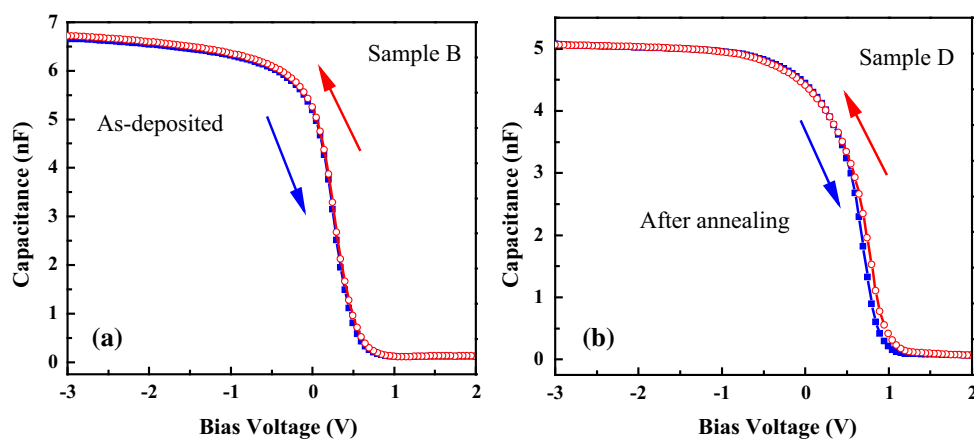 7
6
5
4
3
2
1
0
Capacitance (nF)
Sample B
As-deposited
(a)
-3 -2 -1 0 1 2
Bias Voltage (V)
5
4
3
2
1
0
Capacitance (nF)
Sample D
After annealing
(b)
-3 -2 -1 0 1 2
Bias Voltage (V)